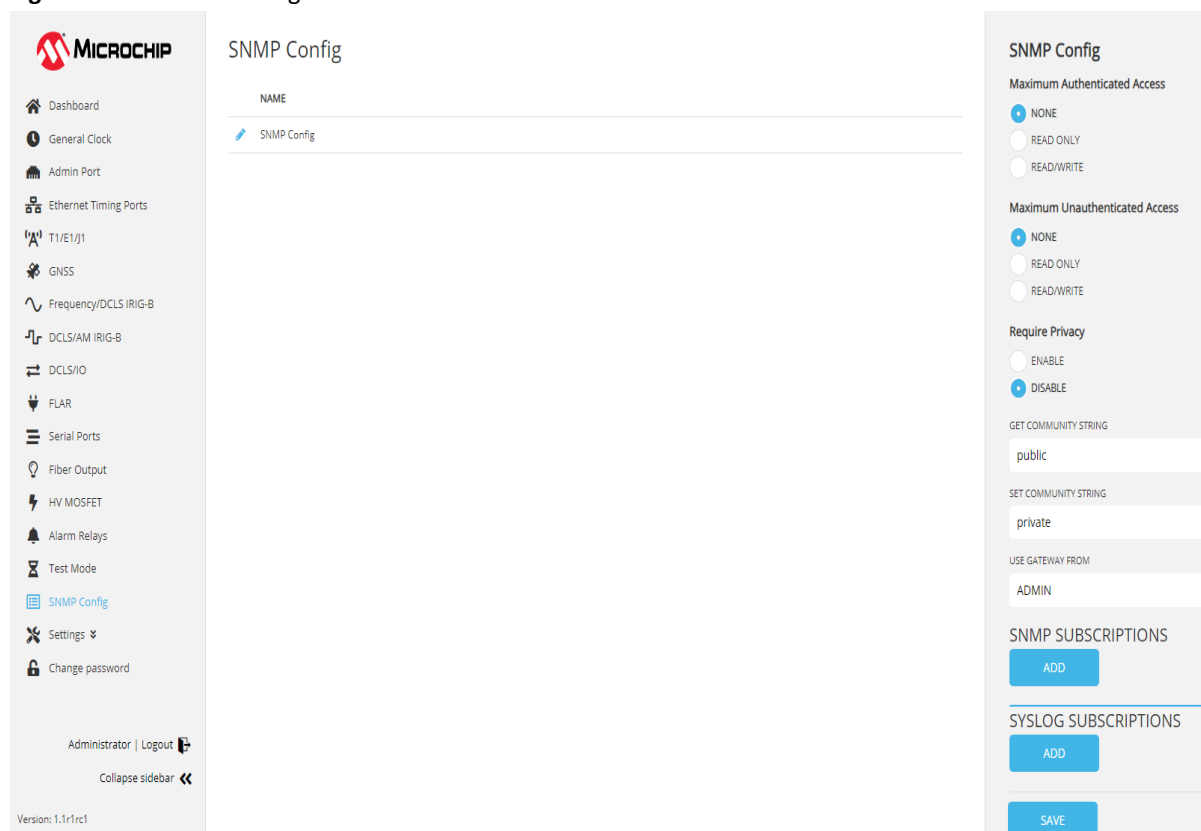 MICROCHIP
Dashboard
General Clock
Admin Port
Ethernet Timing Ports
T1/E1/J1
GNSS
Frequency/DCLS IRIG-B
DCLS/AM IRIG-B
DCLS/IO
FLAR
Serial Ports
Fiber Output
HV MOSFET
Alarm Relays
Test Mode
SNMP Config
Settings
Change password
Administrator | Logout
Collapse sidebar
Version: 1.1r1rc1
SNMP Config
NAME
SNMP Config
SNMP Config
Maximum Authenticated Access
NONE
READ ONLY
READ/WRITE
Maximum Unauthenticated Access
NONE
READ ONLY
READ/WRITE
Require Privacy
ENABLE
DISABLE
GET COMMUNITY STRING
public
SET COMMUNITY STRING
private
USE GATEWAY FROM
ADMIN
SNMP SUBSCRIPTIONS
ADD
SYSLOG SUBSCRIPTIONS
ADD
SAVE